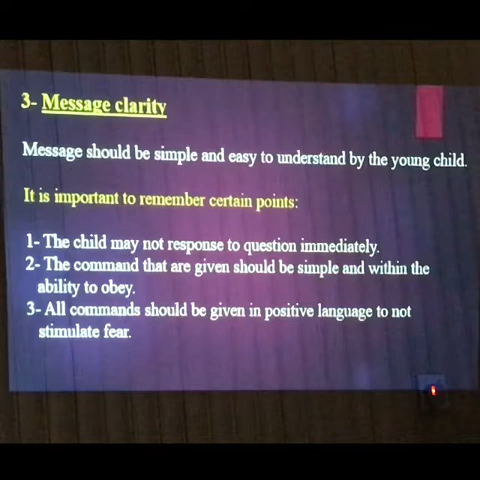 3- Message clarity
Message should be simple and easy to understand by the young child.
It is important to remember certain points:
1- The child may not response to question immediately.
2- The command that are given should be simple and within the
ability to obey.
3- All commands should be given in positive language to not
stimulate fear.